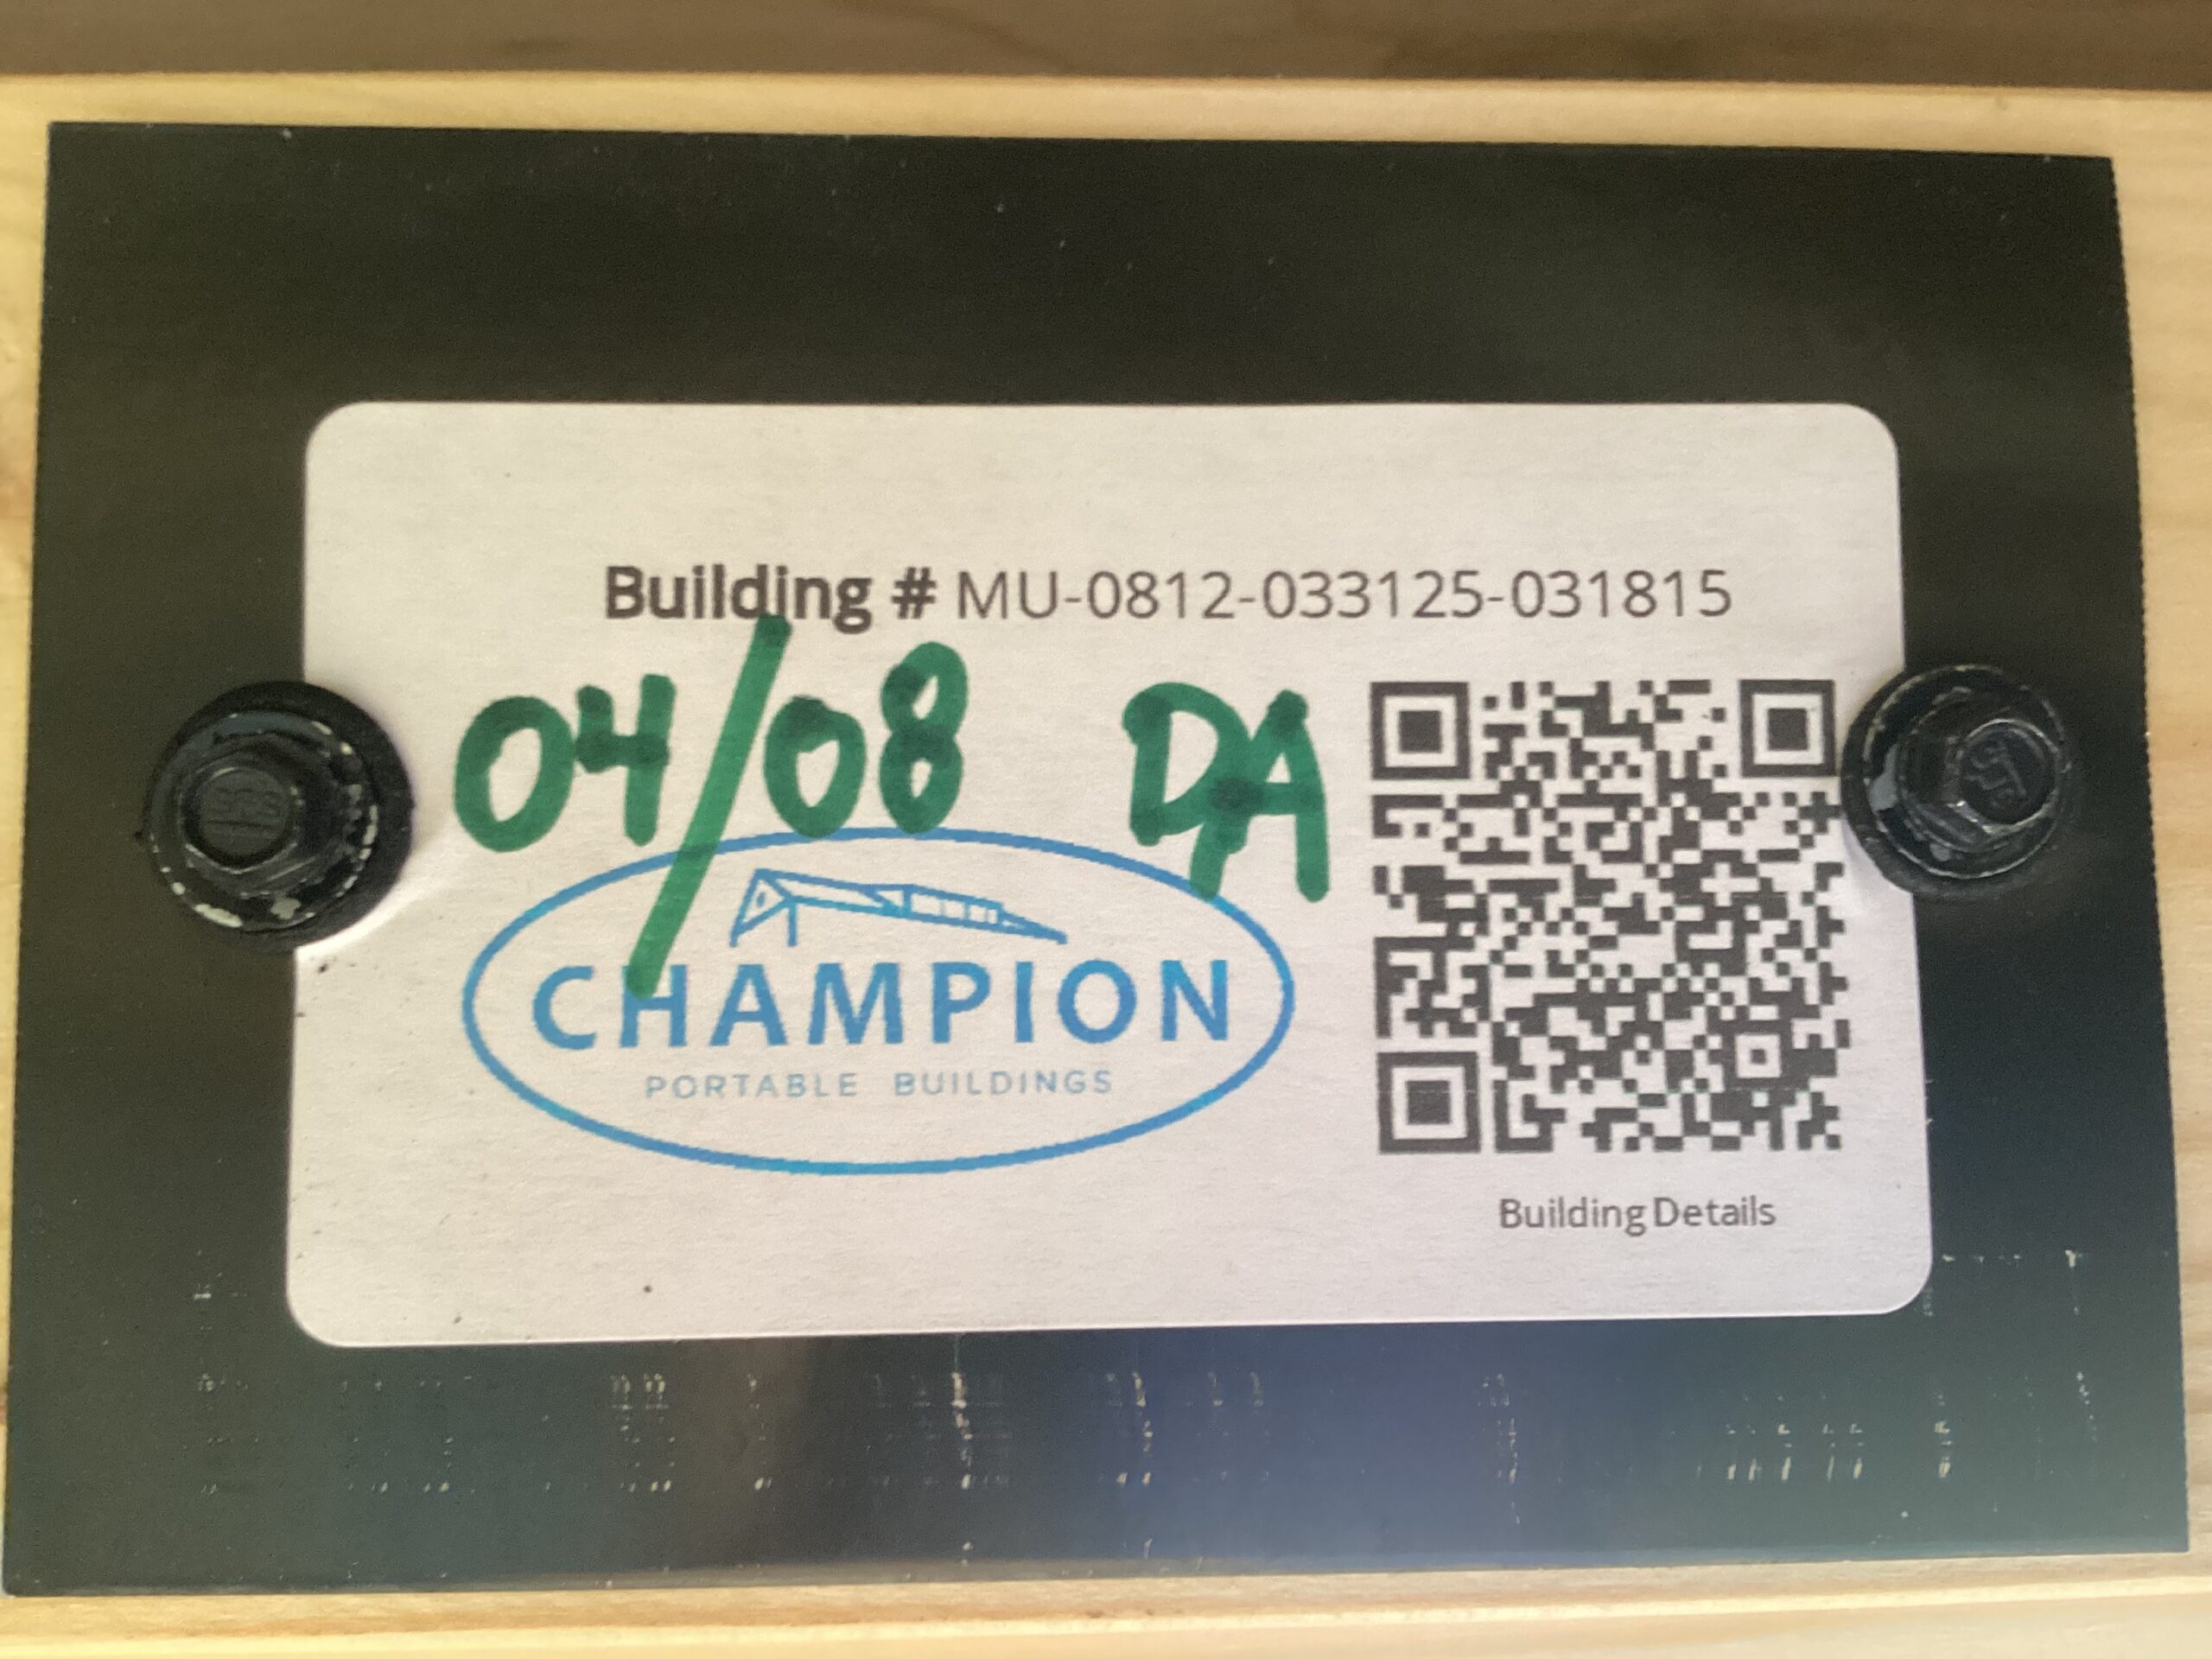 Building # MU-0812-033125-031815
04/08 DA
CHAMPION
PORTABLE BUILDINGS
Building Details